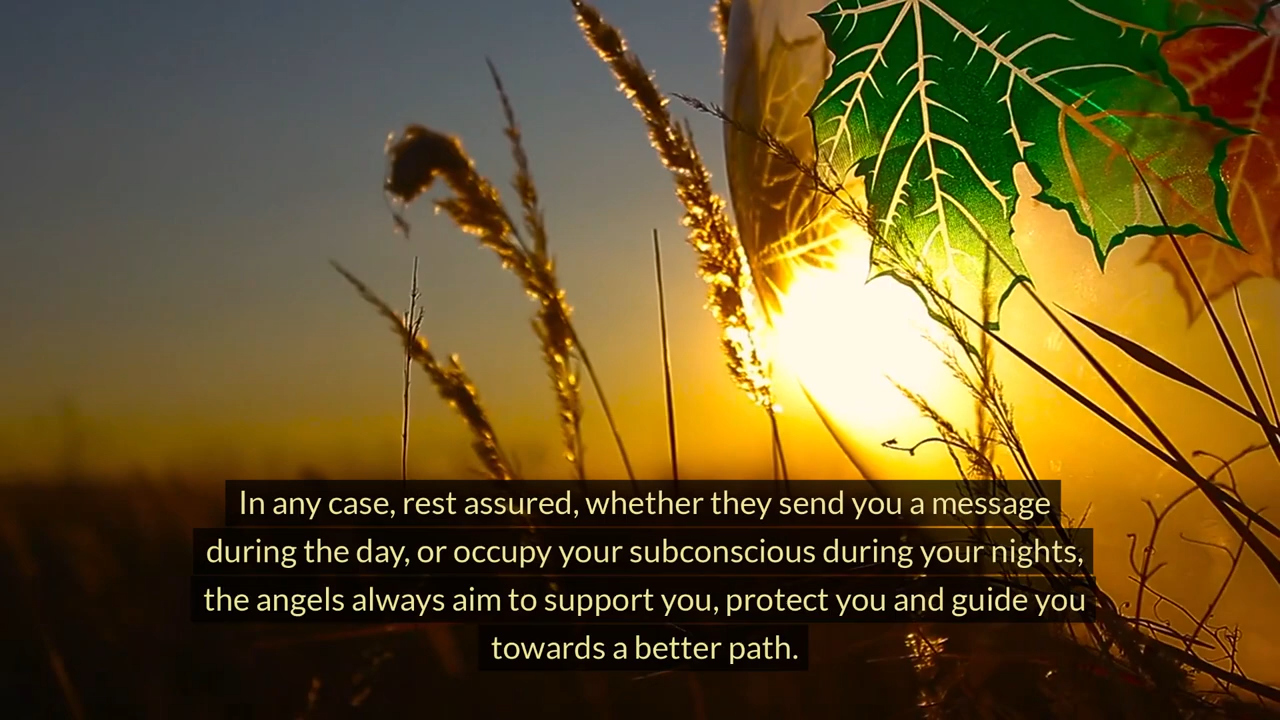 In any case, rest assured, whether they send you a message
during the day, or occupy your subconscious during your nights,
the angels always aim to support you, protect you and guide you
towards a better path.